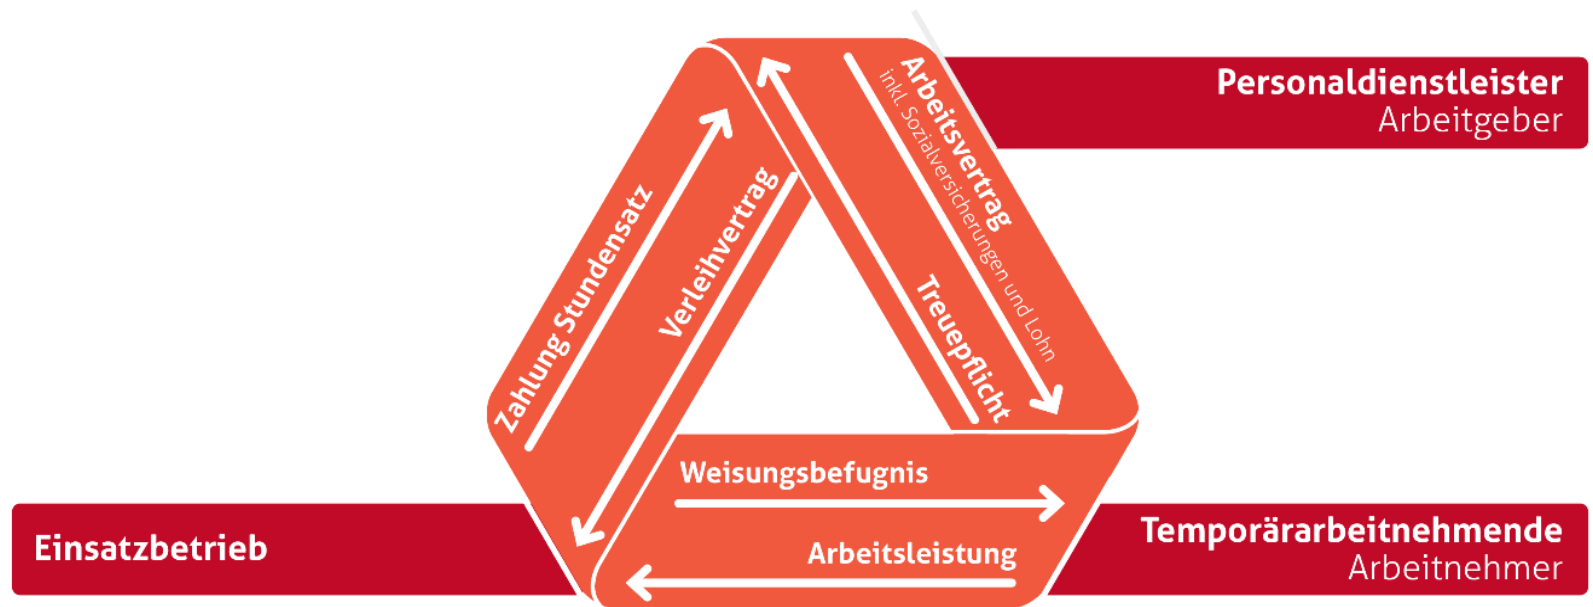 Personaldienstleister
Arbeitgeber
Arbeitsvertrag
inkl. Sozialversicherungen und Lohn
Treuepflicht
Zahlung Stundensatz
Verleihvertrag
Weisungsbefugnis
Arbeitsleistung
Einsatzbetrieb
Temporärarbeitnehmende
Arbeitnehmer